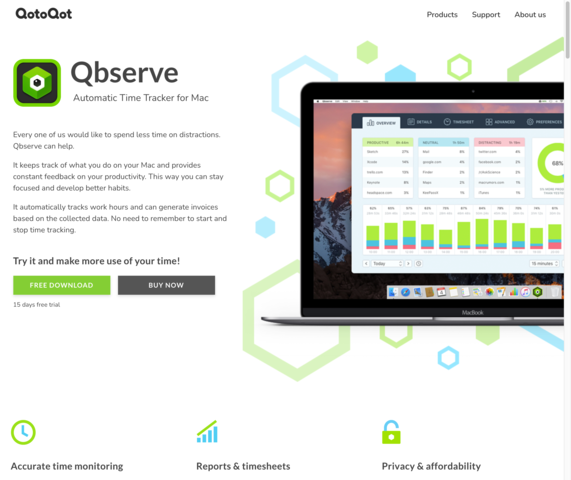 QotoQot
Products Support About us
Qbserve
Automatic Time Tracker for Mac
Every one of us would like to spend less time on distractions.
Qbserve can help.
It keeps track of what you do on your Mac and provides
constant feedback on your productivity. This way you can stay
focused and develop better habits.
It automatically tracks work hours and can generate invoices
based on the collected data. No need to remember to start and
stop time tracking.
Try it and make more use of your time!
FREE DOWNLOAD BUY NOW
15 days free trial
OVERVIEW DETAILS TIMESHEET ADVANCED PREFERENCES
PRODUCTIVE
NEUTRAL
DISTRACTING
68%
Today
15 minutes
MacBook
Accurate time monitoring
Reports & timesheets
Privacy & affordability